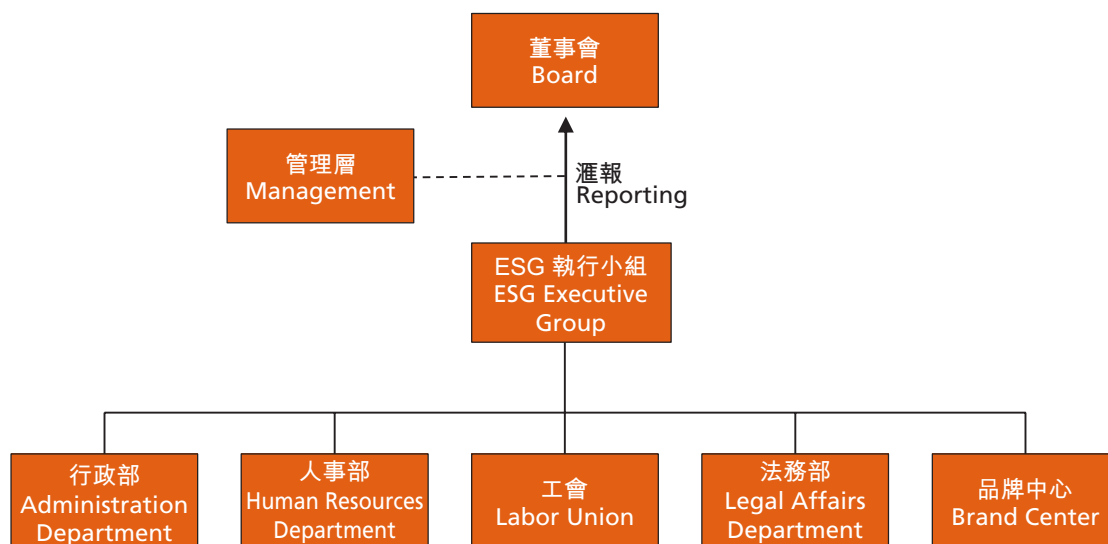 董事會
Board
管理層
Management
滙報
Reporting
ESG 執行小組
ESG Executive
Group
行政部
Administration
Department
人事部
Human Resources
Department
工會
Labor Union
法務部
Legal Affairs
Department
品牌中心
Brand Center